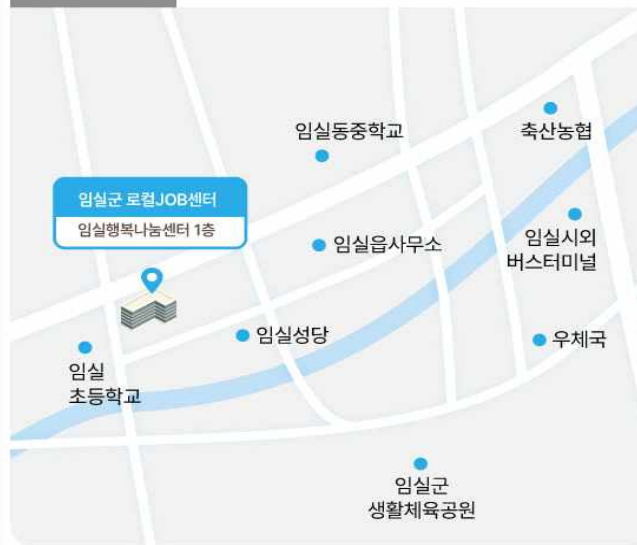 축산농협
임실동중학교
임실군 로컬JOB센터
임실행복나눔센터 1층
임실읍사무소
임실시외
버스터미널
임실성당
우체국
임실
초등학교
임실군
생활체육공원